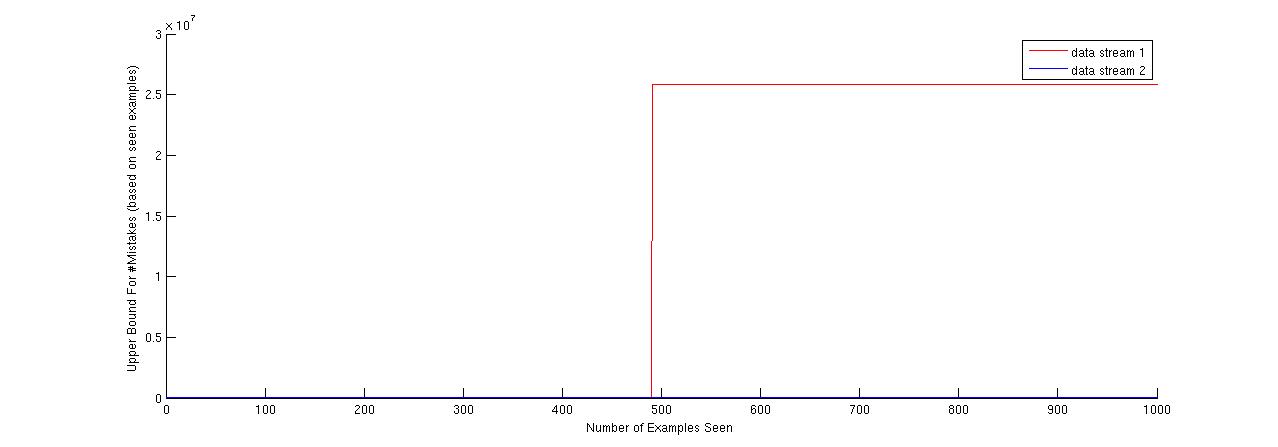 × 10⁷
3
2.5
2
1.5
1
0.5
0
Upper Bound For #Mistakes (based on seen examples)
data stream 1
data stream 2
0 100 200 300 400 500 600 700 800 900 1000
Number of Examples Seen